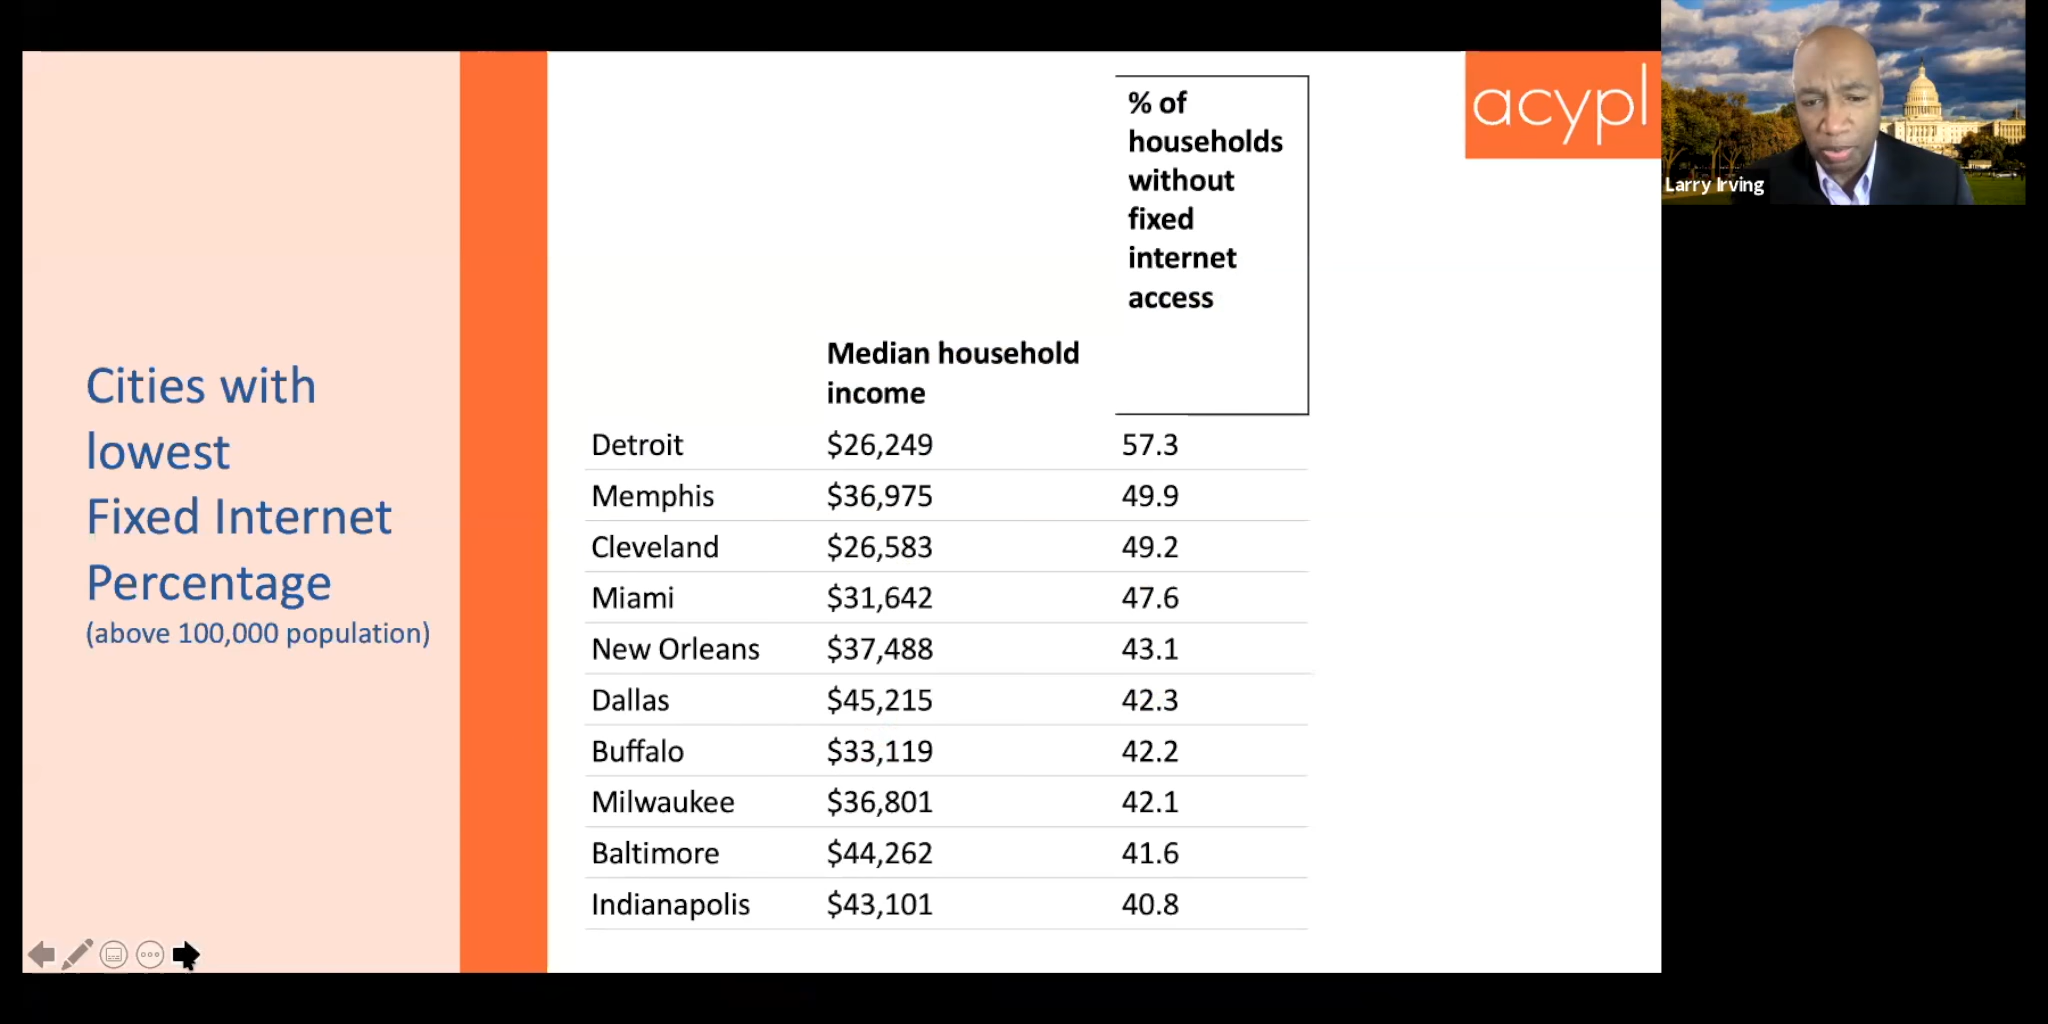 Cities with
lowest
Fixed Internet
Percentage
(above 100,000 population)
% of
households
without
fixed
internet
access
Median household
income
Detroit $26,249 57.3
Memphis $36,975 49.9
Cleveland $26,583 49.2
Miami $31,642 47.6
New Orleans $37,488 43.1
Dallas $45,215 42.3
Buffalo $33,119 42.2
Milwaukee $36,801 42.1
Baltimore $44,262 41.6
Indianapolis $43,101 40.8
acypl
Larry Irving